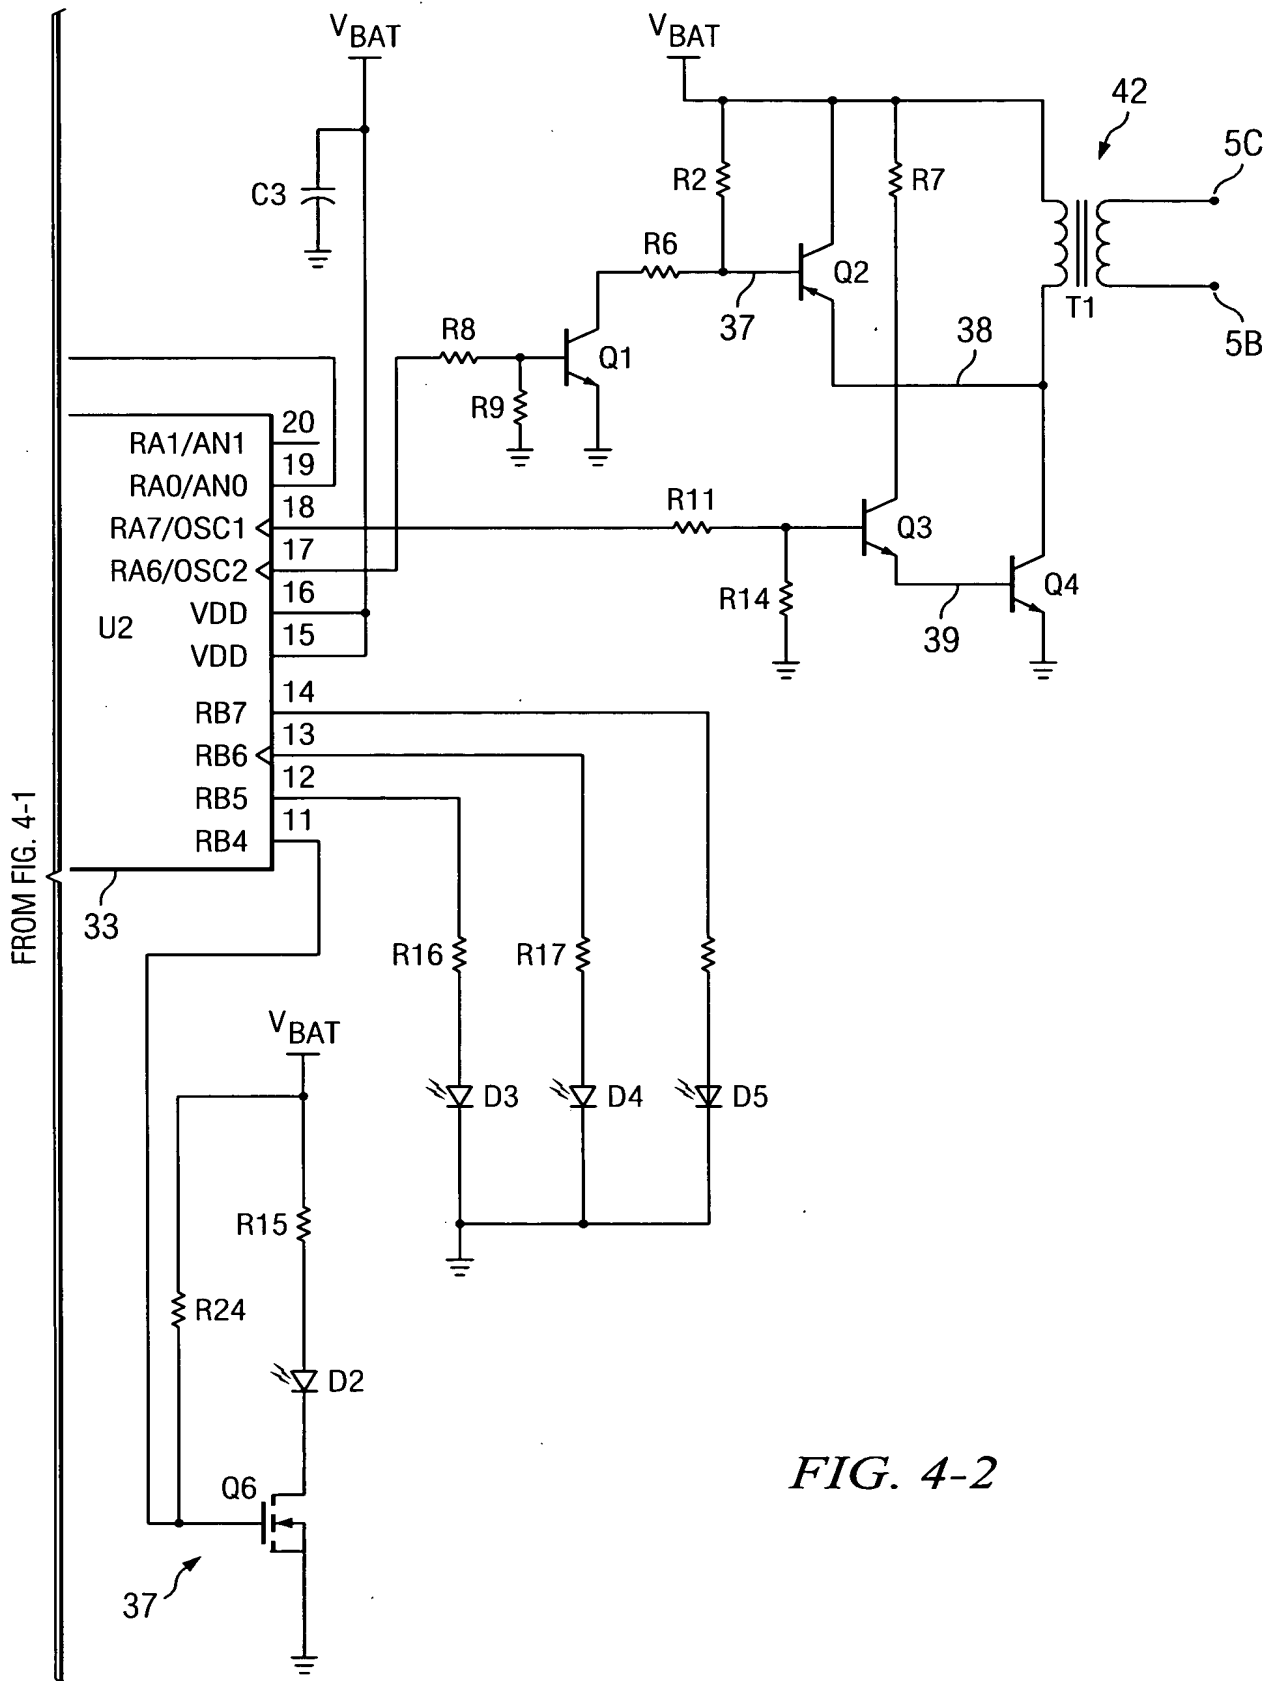 VBAT
VBAT
42
5C
C3
R2
R7
R6
Q2
37
T1
5B
38
R8
Q1
R9
20
RA1/AN1
19
RA0/AN0
18
RA7/OSC1
R11
Q3
17
RA6/OSC2
16
VDD
R14
Q4
39
U2
15
VDD
14
RB7
13
RB6
12
RB5
11
RB4
FROM FIG. 4-1
33
R16
R17
VBAT
D3
D4
D5
R15
R24
D2
Q6
37
FIG. 4-2